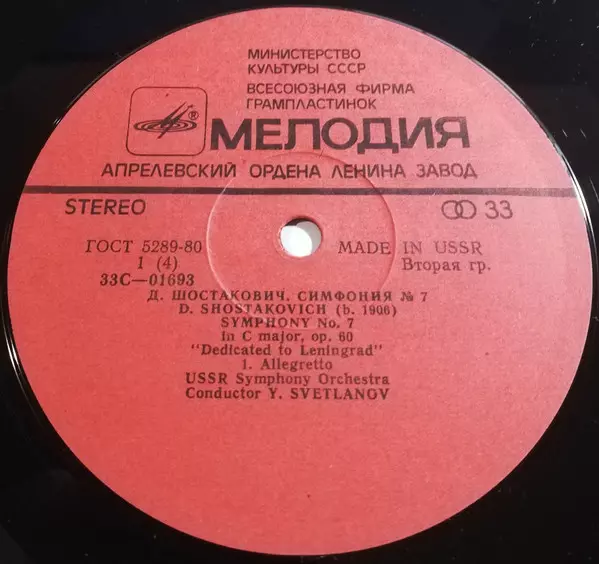 МИНИСТЕРСТВО
КУЛЬТУРЫ СССР
ВСЕСОЮЗНАЯ ФИРМА
ГРАМПЛАСТИНОК
® МЕЛОДИЯ
АПРЕЛЕВСКИЙ ОРДЕНА ЛЕНИНА ЗАВОД
STEREO 33
ГОСТ 5289-80 MADE IN USSR
1 (4) Вторая гр.
33С—01693
Д. ШОСТАКОВИЧ. СИМФОНИЯ № 7
D. SHOSTAKOVICH (b. 1906)
SYMPHONY No. 7
in C major, op. 60
"Dedicated to Leningrad"
1. Allegretto
USSR Symphony Orchestra
Conductor Y. SVETLANOV